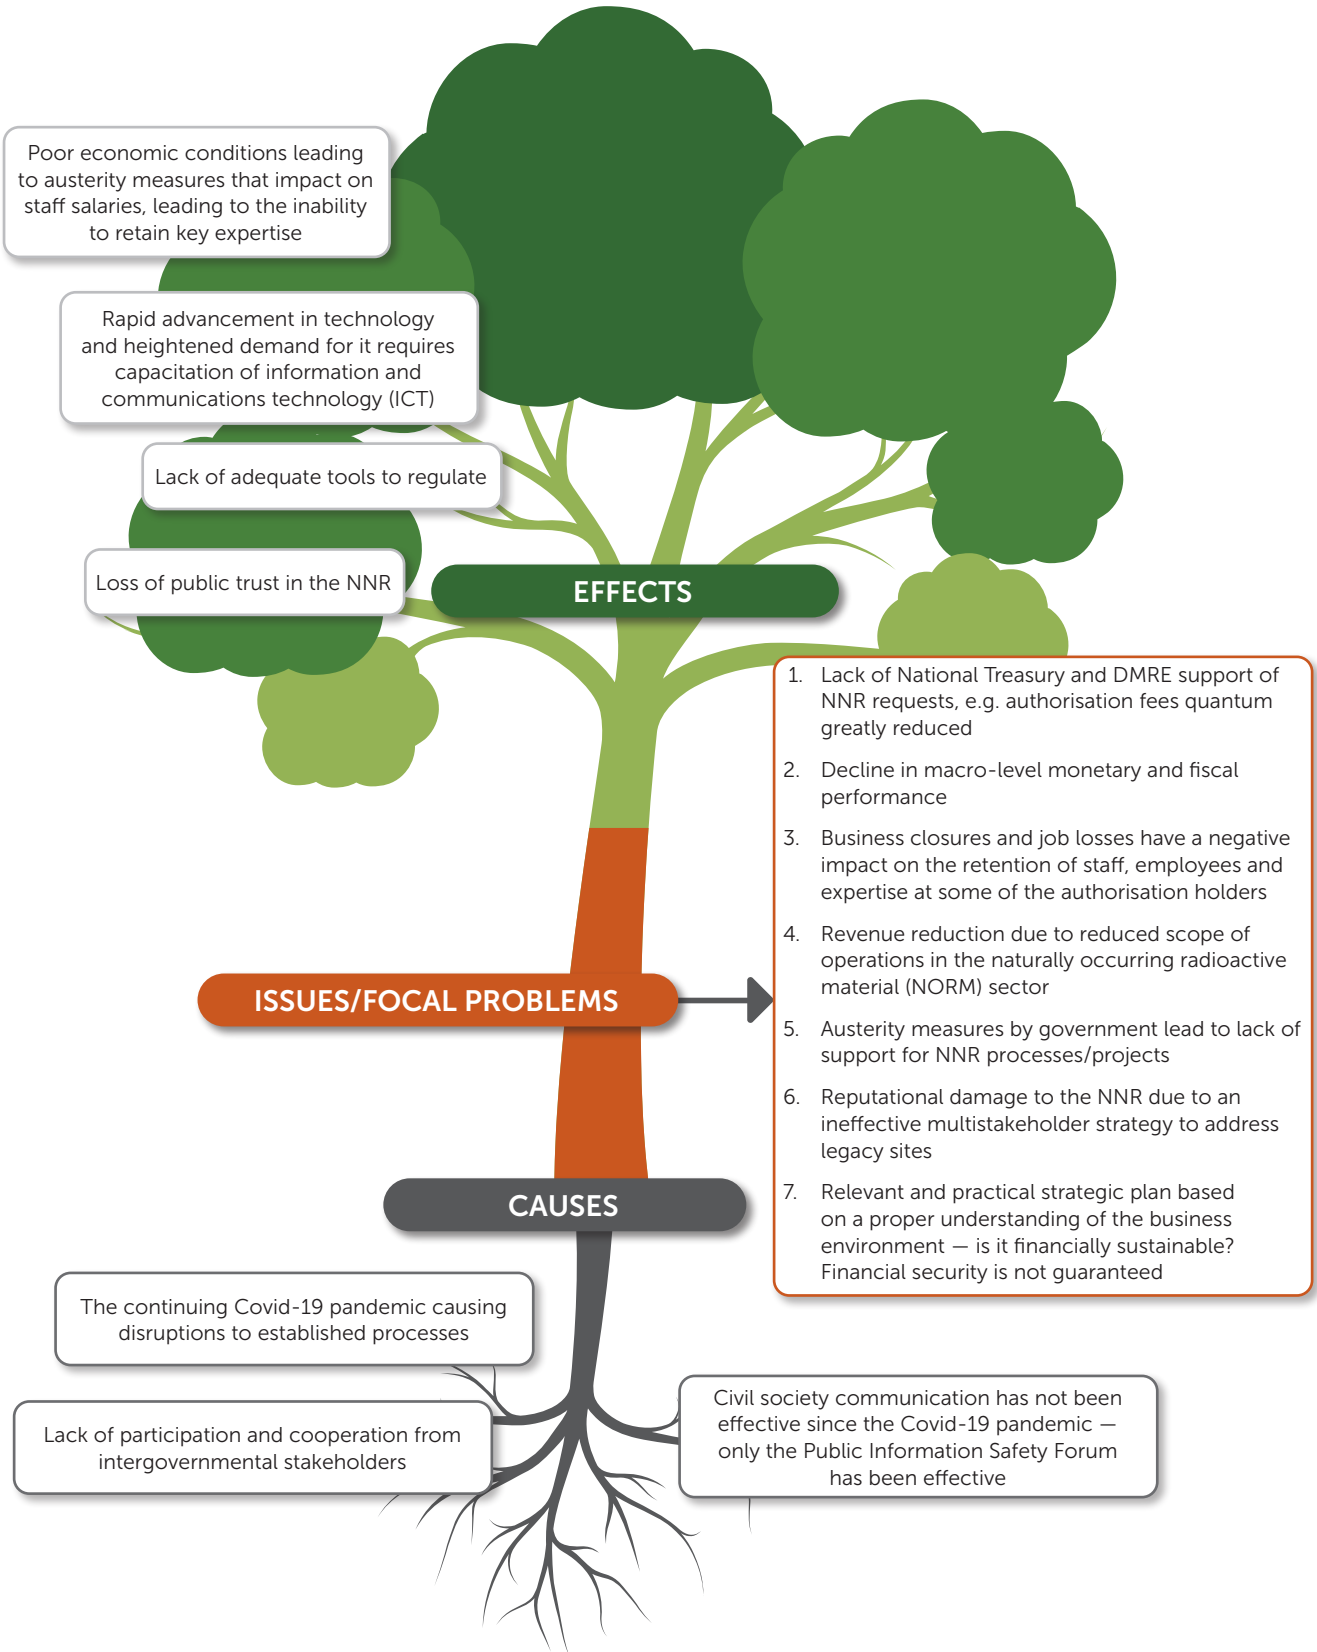 Poor economic conditions leading
to austerity measures that impact on
staff salaries, leading to the inability
to retain key expertise
Rapid advancement in technology
and heightened demand for it requires
capacitation of information and
communications technology (ICT)
Lack of adequate tools to regulate
Loss of public trust in the NNR
EFFECTS
1. Lack of National Treasury and DMRE support of
NNR requests, e.g. authorisation fees quantum
greatly reduced
2. Decline in macro-level monetary and fiscal
performance
3. Business closures and job losses have a negative
impact on the retention of staff, employees and
expertise at some of the authorisation holders
4. Revenue reduction due to reduced scope of
operations in the naturally occurring radioactive
material (NORM) sector
5. Austerity measures by government lead to lack of
support for NNR processes/projects
6. Reputational damage to the NNR due to an
ineffective multistakeholder strategy to address
legacy sites
7. Relevant and practical strategic plan based
on a proper understanding of the business
environment — is it financially sustainable?
Financial security is not guaranteed
ISSUES/FOCAL PROBLEMS
CAUSES
The continuing Covid-19 pandemic causing
disruptions to established processes
Lack of participation and cooperation from
intergovernmental stakeholders
Civil society communication has not been
effective since the Covid-19 pandemic —
only the Public Information Safety Forum
has been effective